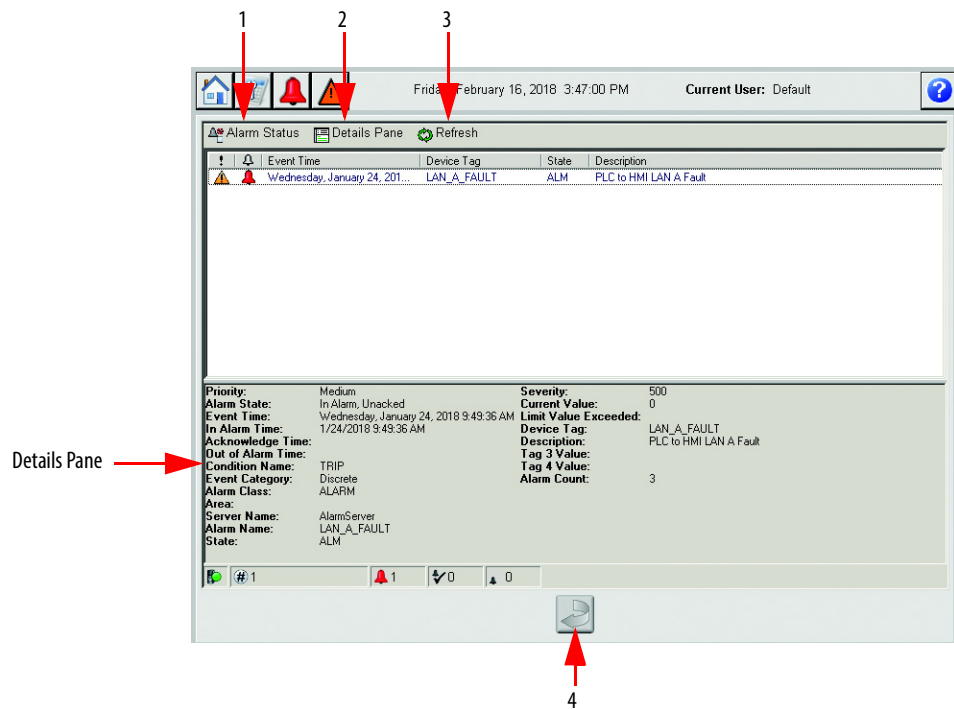 1 2 3
Friday, February 16, 2018 3:47:00 PM Current User: Default ?
Alarm Status Details Pane Refresh
! Event Time Device Tag State Description
Wednesday, January 24, 201... LAN_A_FAULT ALM PLC to HMI LAN A Fault
Priority: Medium Severity: 500
Alarm State: In Alarm, Unacked Current Value: 0
Event Time: Wednesday, January 24, 2018 9:49:36 AM Limit Value Exceeded:
In Alarm Time: 1/24/2018 9:49:36 AM Device Tag: LAN_A_FAULT
Acknowledge Time: Description: PLC to HMI LAN A Fault
Out of Alarm Time: Tag 3 Value:
Details Pane
Condition Name: TRIP Tag 4 Value:
Event Category: Discrete Alarm Count: 3
Alarm Class: ALARM
Area:
Server Name: AlarmServer
Alarm Name: LAN_A_FAULT
State: ALM
# 1 1 0 0
4